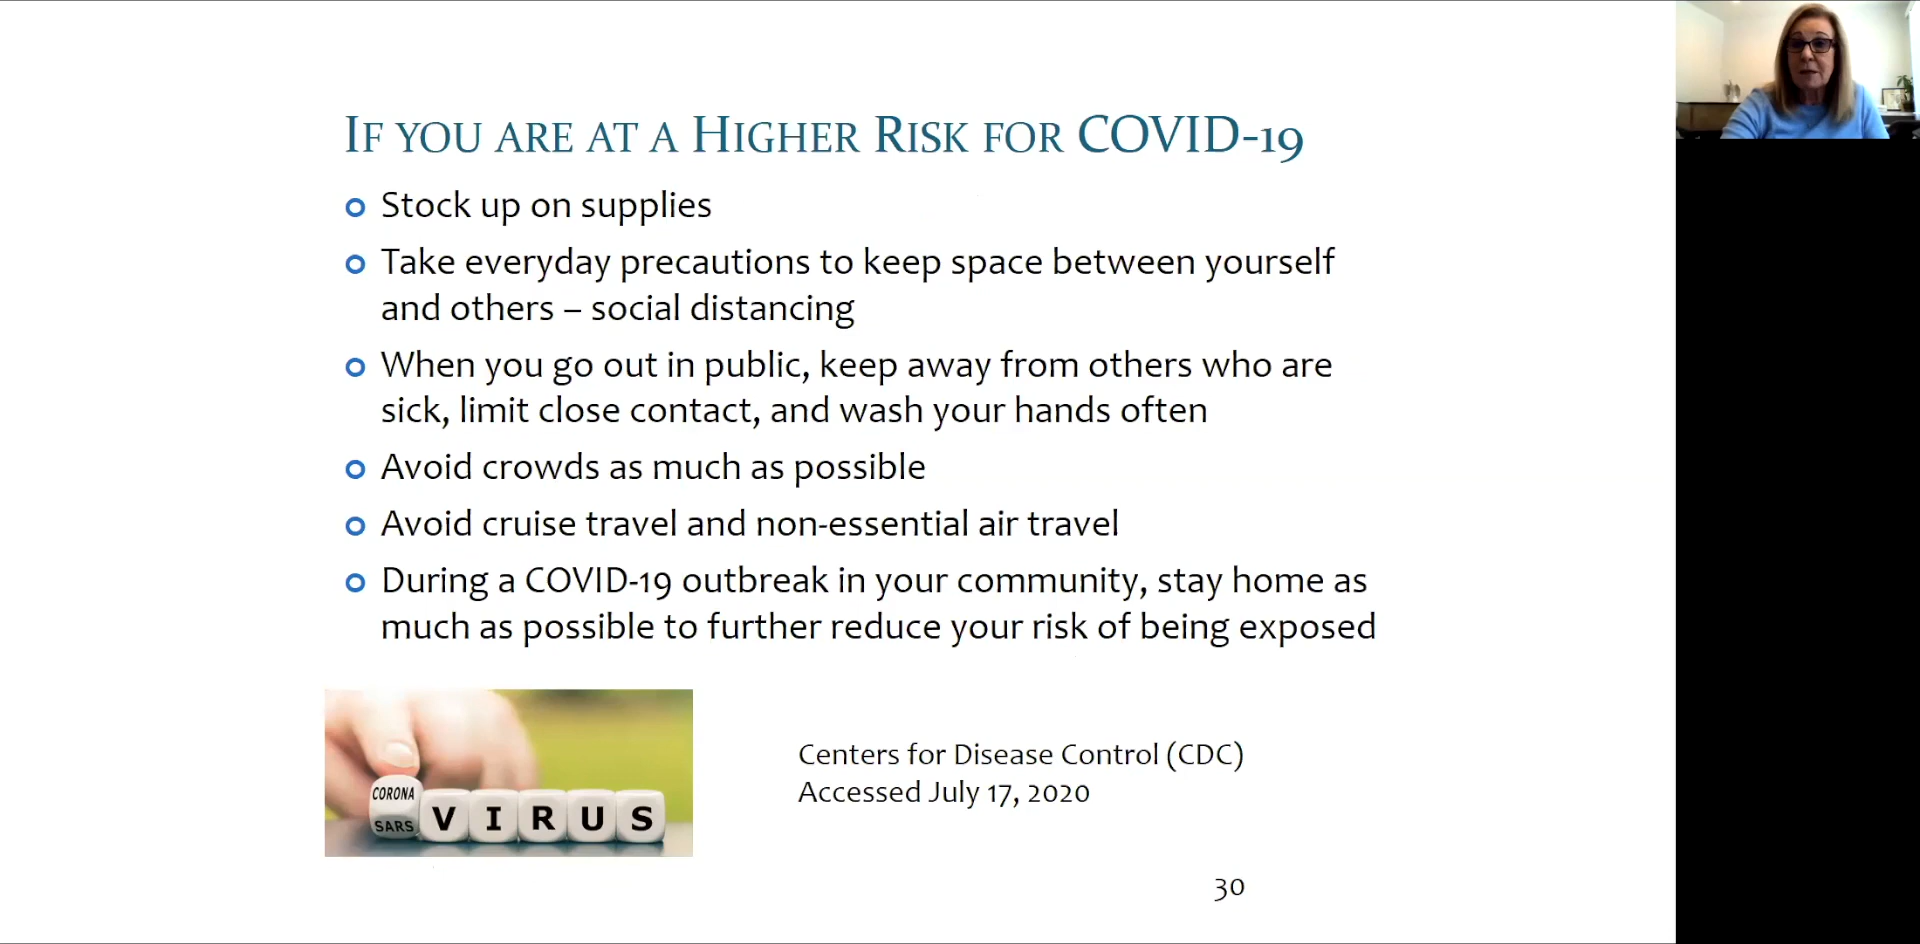 IF YOU ARE AT A HIGHER RISK FOR COVID-19
Stock up on supplies
Take everyday precautions to keep space between yourself
and others – social distancing
When you go out in public, keep away from others who are
sick, limit close contact, and wash your hands often
Avoid crowds as much as possible
Avoid cruise travel and non-essential air travel
During a COVID-19 outbreak in your community, stay home as
much as possible to further reduce your risk of being exposed
CORONA
SARS
VIRUS
Centers for Disease Control (CDC)
Accessed July 17, 2020
30